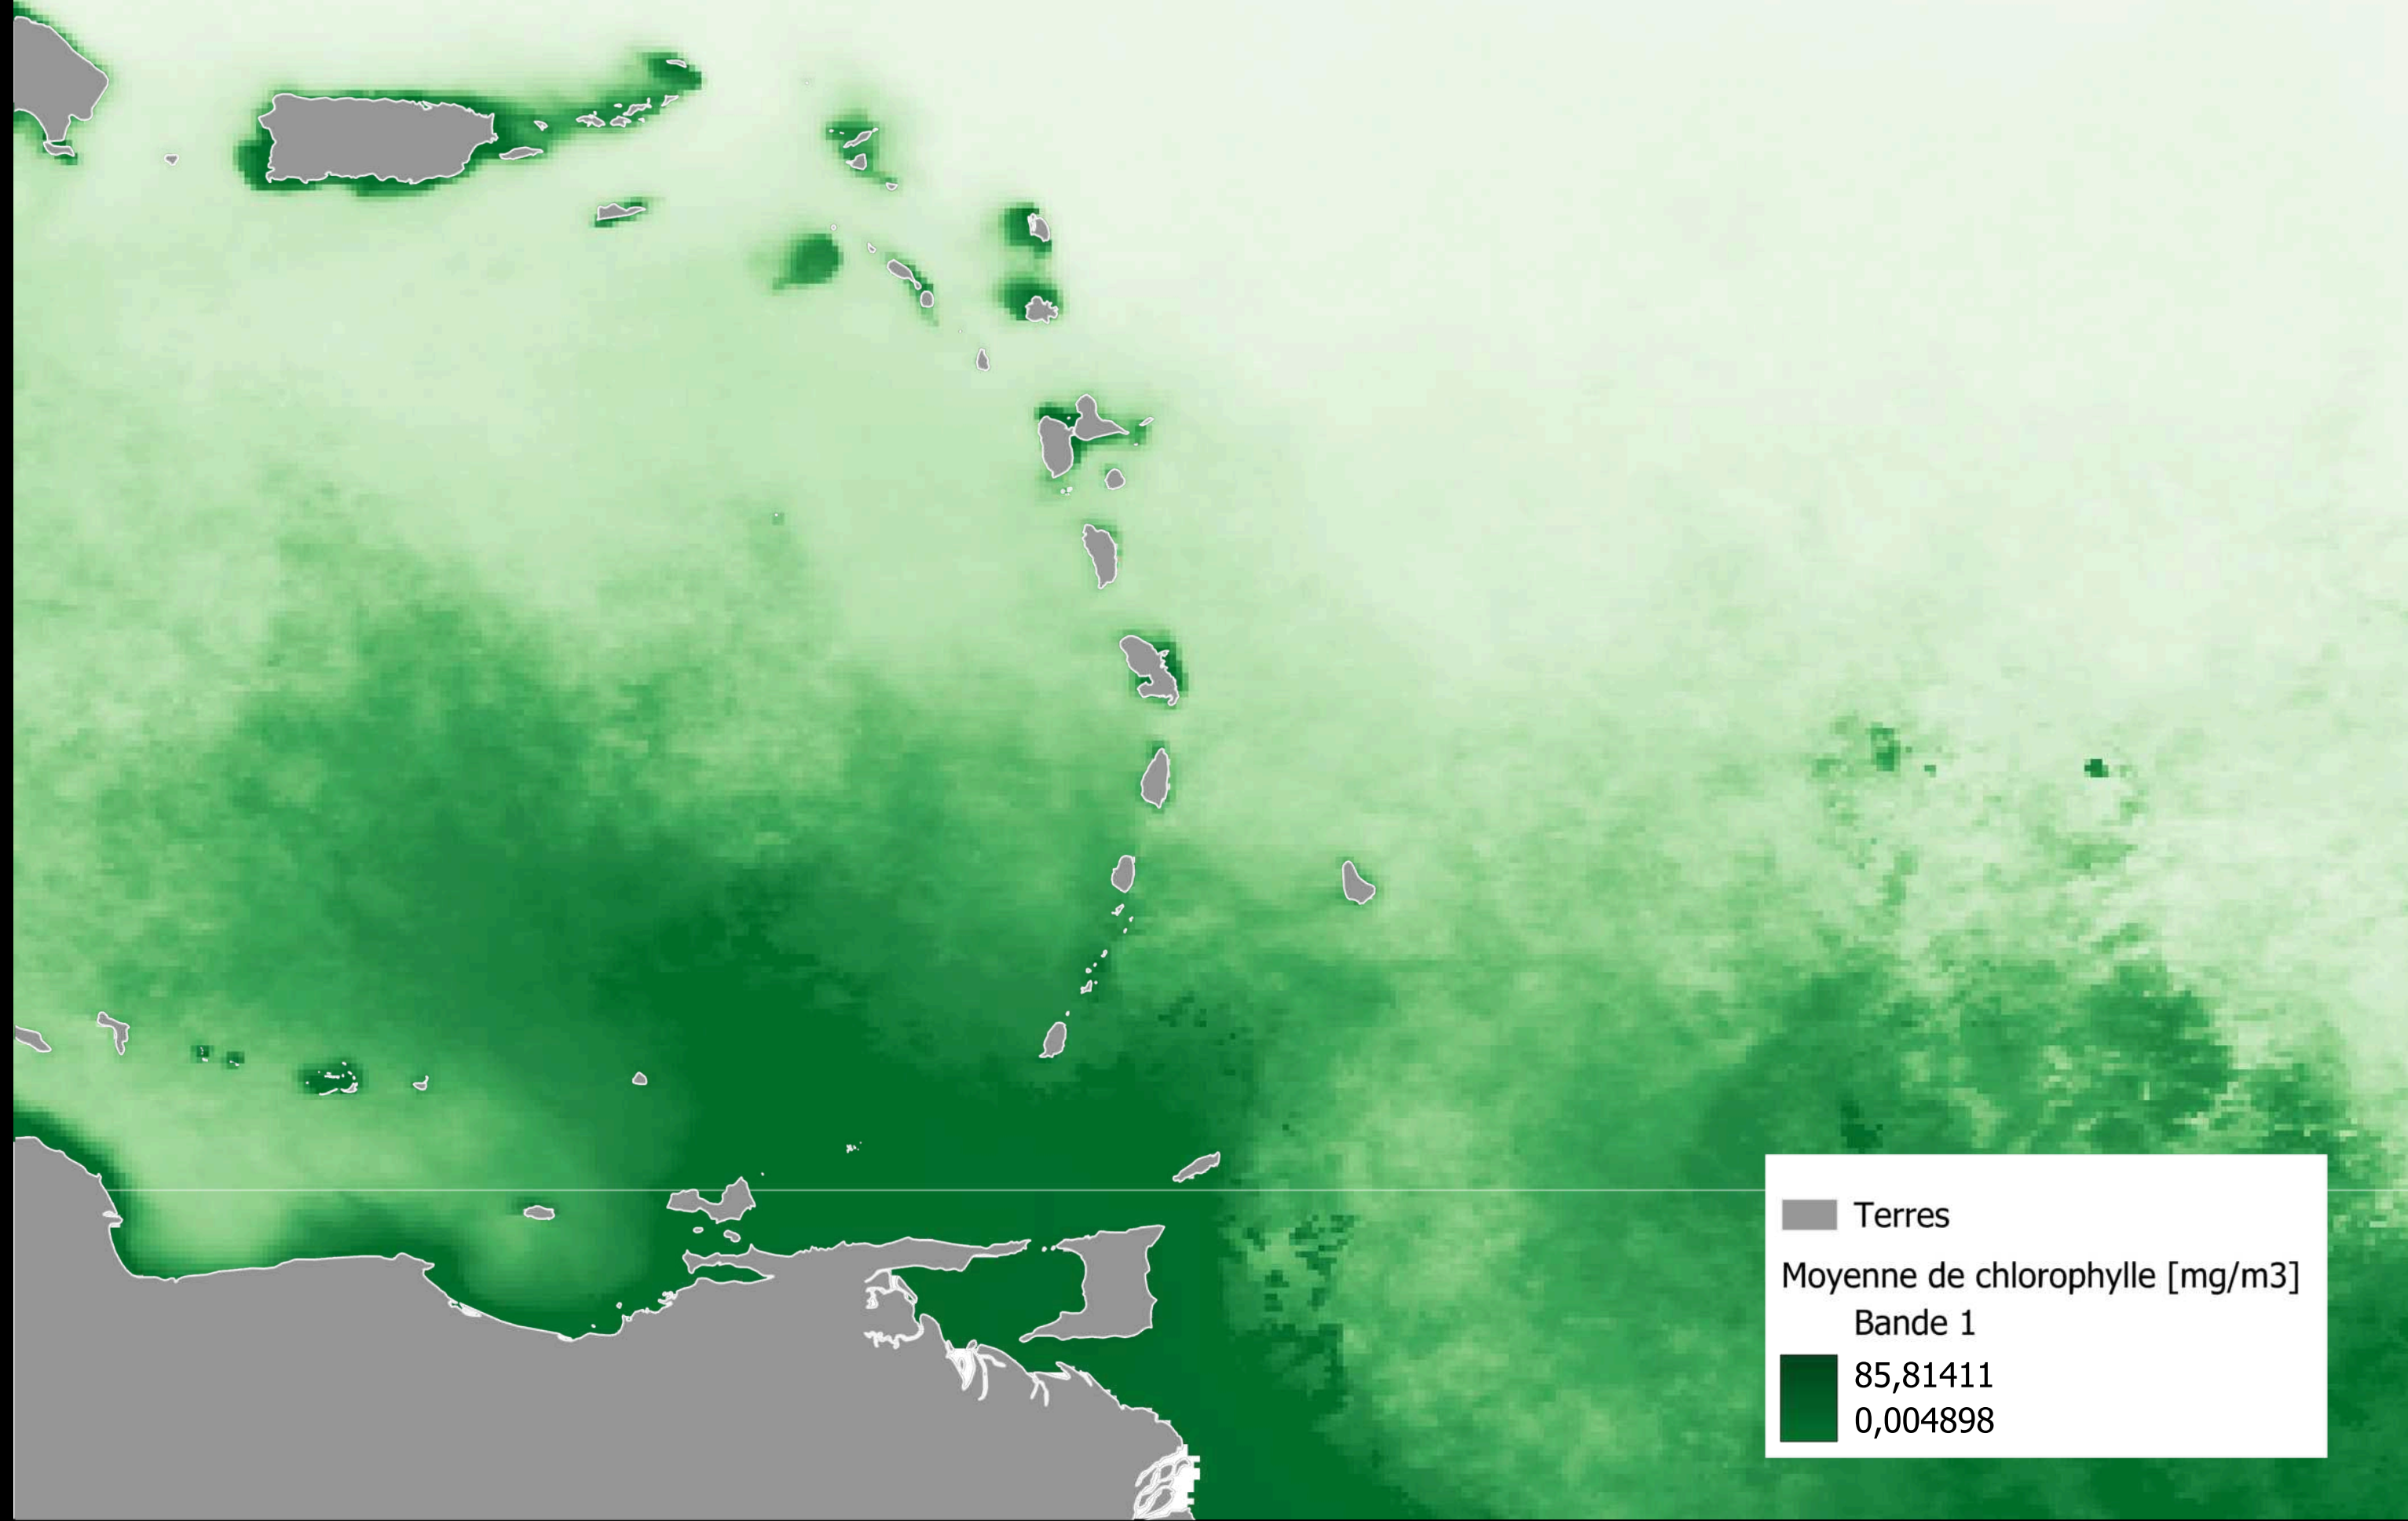 Terres
Moyenne de chlorophylle [mg/m3]
Bande 1
85,81411
0,004898